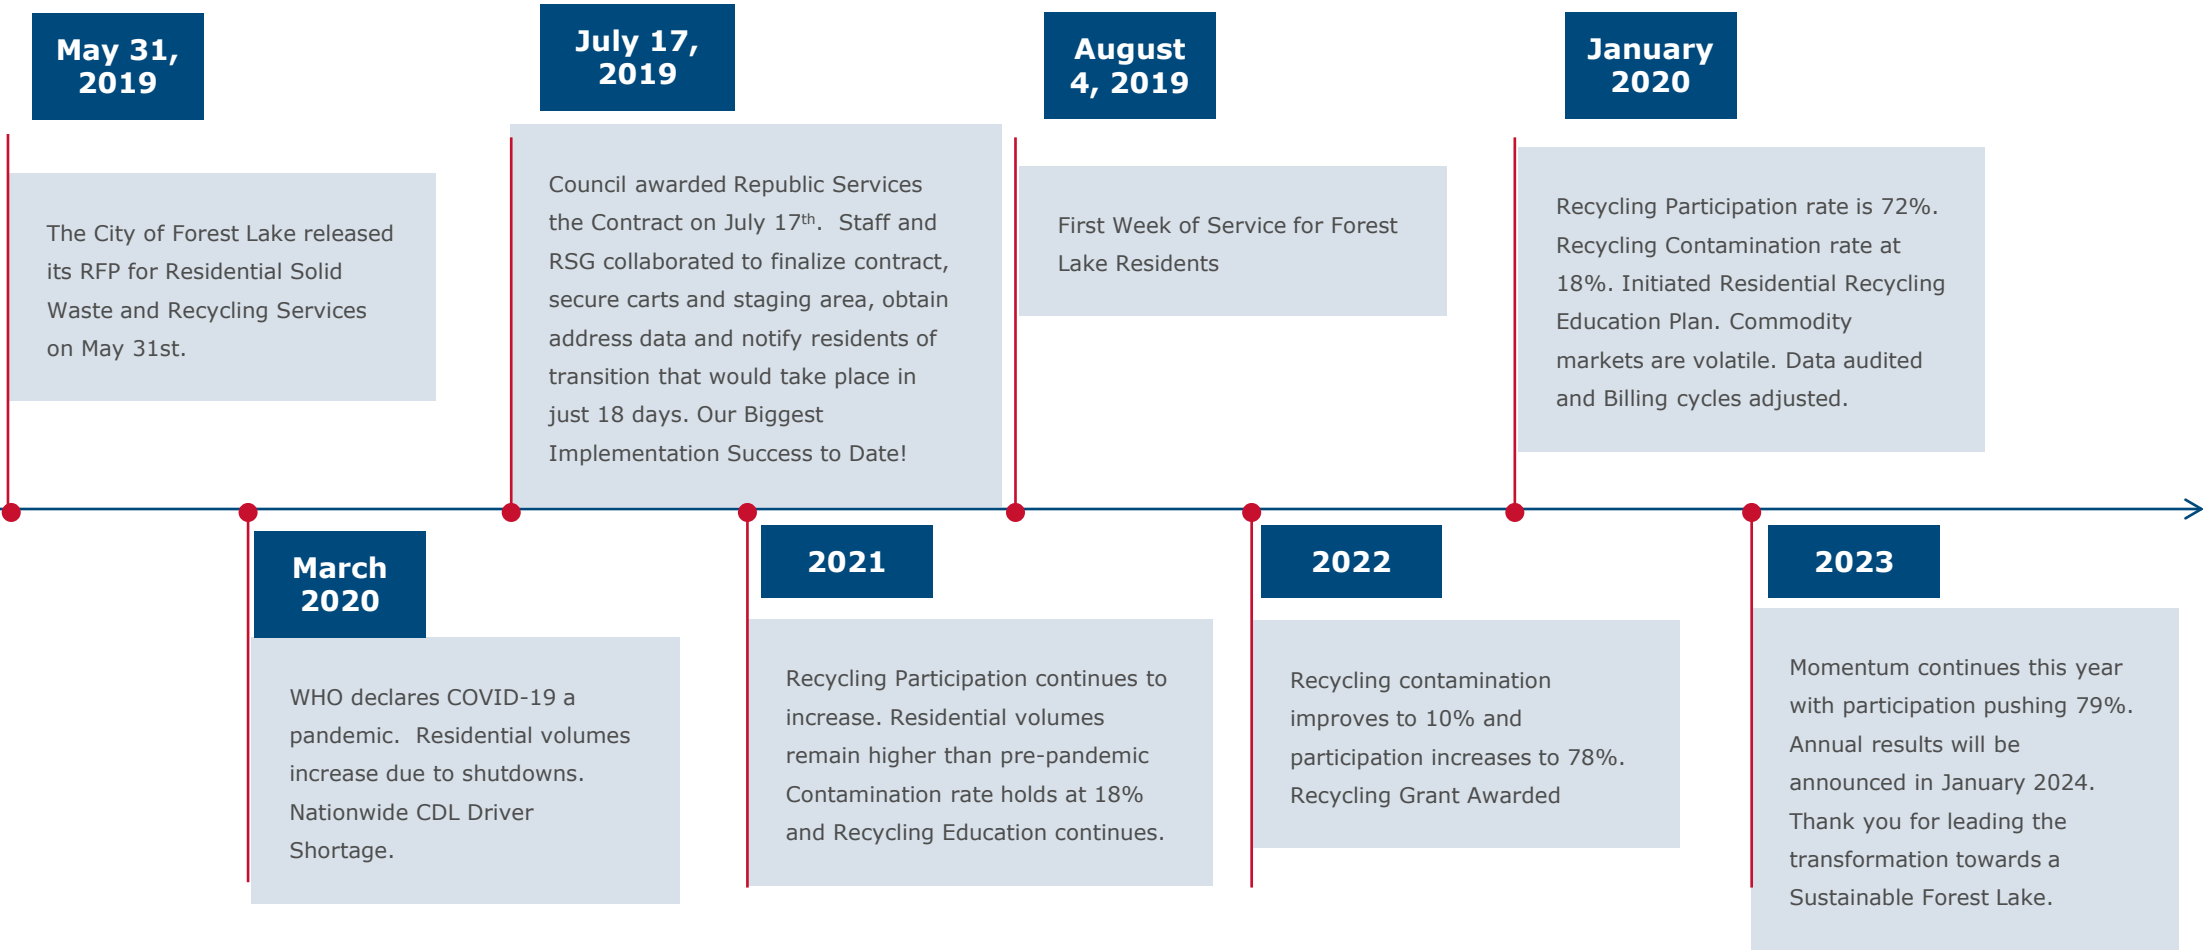 May 31,
2019
The City of Forest Lake released
its RFP for Residential Solid
Waste and Recycling Services
on May 31st.
July 17,
2019
Council awarded Republic Services
the Contract on July 17th.  Staff and
RSG collaborated to finalize contract,
secure carts and staging area, obtain
address data and notify residents of
transition that would take place in
just 18 days. Our Biggest
Implementation Success to Date!
August
4, 2019
First Week of Service for Forest
Lake Residents
January
2020
Recycling Participation rate is 72%.
Recycling Contamination rate at
18%. Initiated Residential Recycling
Education Plan. Commodity
markets are volatile. Data audited
and Billing cycles adjusted.
March
2020
WHO declares COVID-19 a
pandemic.  Residential volumes
increase due to shutdowns.
Nationwide CDL Driver
Shortage.
2021
Recycling Participation continues to
increase. Residential volumes
remain higher than pre-pandemic
Contamination rate holds at 18%
and Recycling Education continues.
2022
Recycling contamination
improves to 10% and
participation increases to 78%.
Recycling Grant Awarded
2023
Momentum continues this year
with participation pushing 79%.
Annual results will be
announced in January 2024.
Thank you for leading the
transformation towards a
Sustainable Forest Lake.